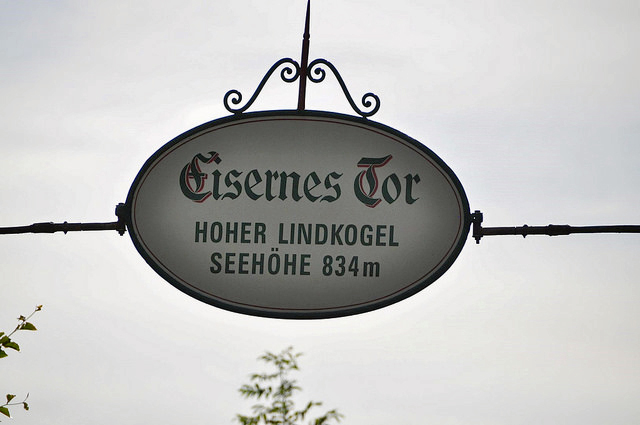 Eisernes Tor
HOHER LINDKOGEL
SEEHÖHE 834m